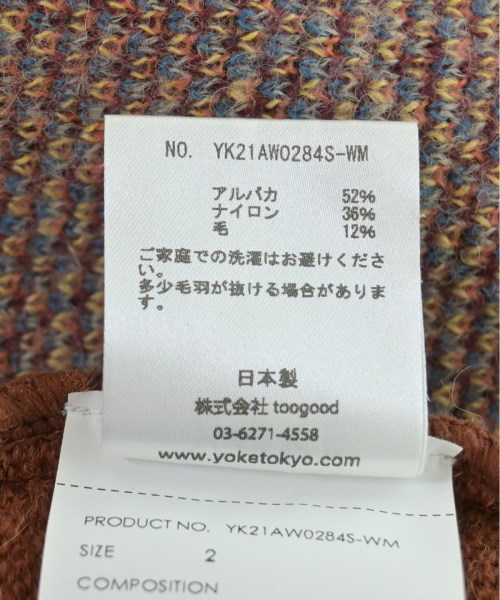 NO. YK21AW0284S-WM
アルパカ 52%
ナイロン 36%
毛 12%
ご家庭での洗濯はお避けくださ
い。
多少毛羽が抜ける場合がありま
す。
日本製
株式会社 toogood
03-6271-4558
www.yoketokyo.com
PRODUCT NO. YK21AW0284S-WM
SIZE 2
COMPOSITION